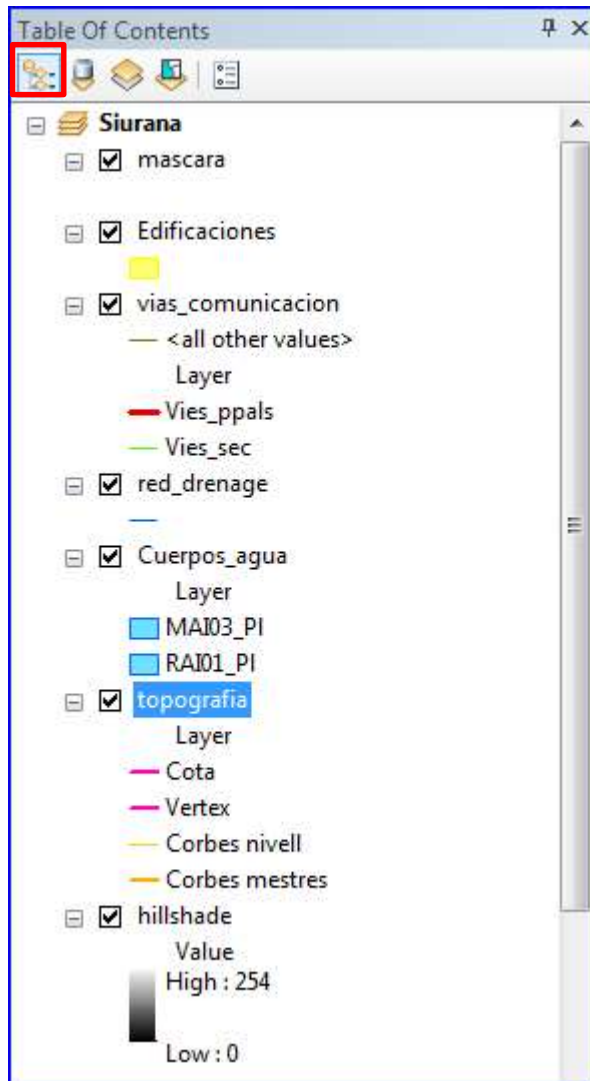 Table Of Contents
Siurana
mascara
Edificaciones
vias_comunicacion
<all other values>
Layer
Vies_ppals
Vies_sec
red_drenage
Cuerpos_agua
Layer
MAI03_PI
RAI01_PI
topografia
Layer
Cota
Vertex
Corbes nivell
Corbes mestres
hillshade
Value
High : 254
Low : 0